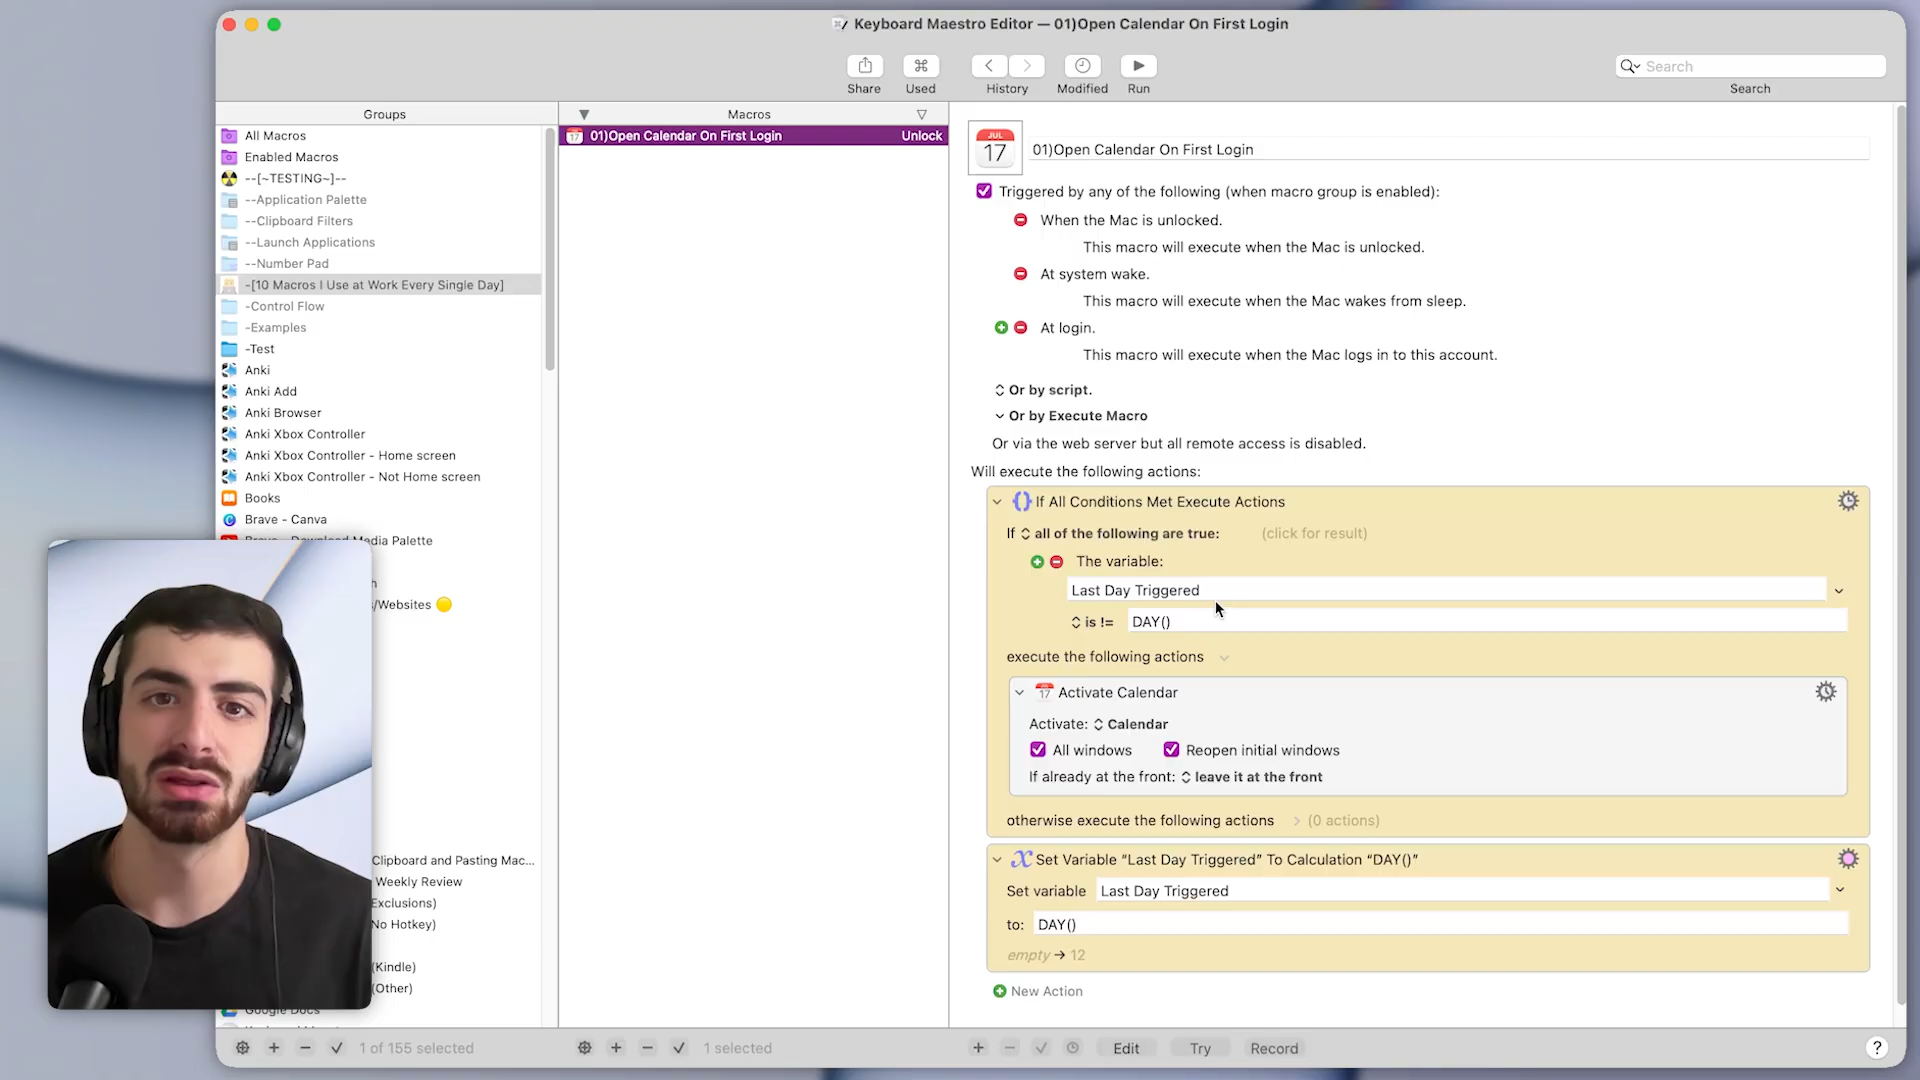 Keyboard Maestro Editor — 01)Open Calendar On First Login
Share
Used
History
Modified
Run
Search
Search
Groups
All Macros
Enabled Macros
--[~TESTING~]--
--Application Palette
--Clipboard Filters
--Launch Applications
--Number Pad
-[10 Macros I Use at Work Every Single Day]
-Control Flow
-Examples
-Test
Anki
Anki Add
Anki Browser
Anki Xbox Controller
Anki Xbox Controller - Home screen
Anki Xbox Controller - Not Home screen
Books
Brave - Canva
Brave - Download Media Palette
/Websites
Clipboard and Pasting Mac...
Weekly Review
Exclusions)
No Hotkey)
(Kindle)
(Other)
Google Docs
1 of 155 selected
Macros
17 01)Open Calendar On First Login Unlock
1 selected
JUL
17
01)Open Calendar On First Login
Triggered by any of the following (when macro group is enabled):
When the Mac is unlocked.
This macro will execute when the Mac is unlocked.
At system wake.
This macro will execute when the Mac wakes from sleep.
At login.
This macro will execute when the Mac logs in to this account.
Or by script.
Or by Execute Macro
Or via the web server but all remote access is disabled.
Will execute the following actions:
If All Conditions Met Execute Actions
If all of the following are true: (click for result)
The variable:
Last Day Triggered
is != DAY()
execute the following actions
17 Activate Calendar
Activate: Calendar
All windows Reopen initial windows
If already at the front: leave it at the front
otherwise execute the following actions (0 actions)
Set Variable “Last Day Triggered” To Calculation “DAY()”
Set variable Last Day Triggered
to: DAY()
empty → 12
New Action
Edit
Try
Record
?